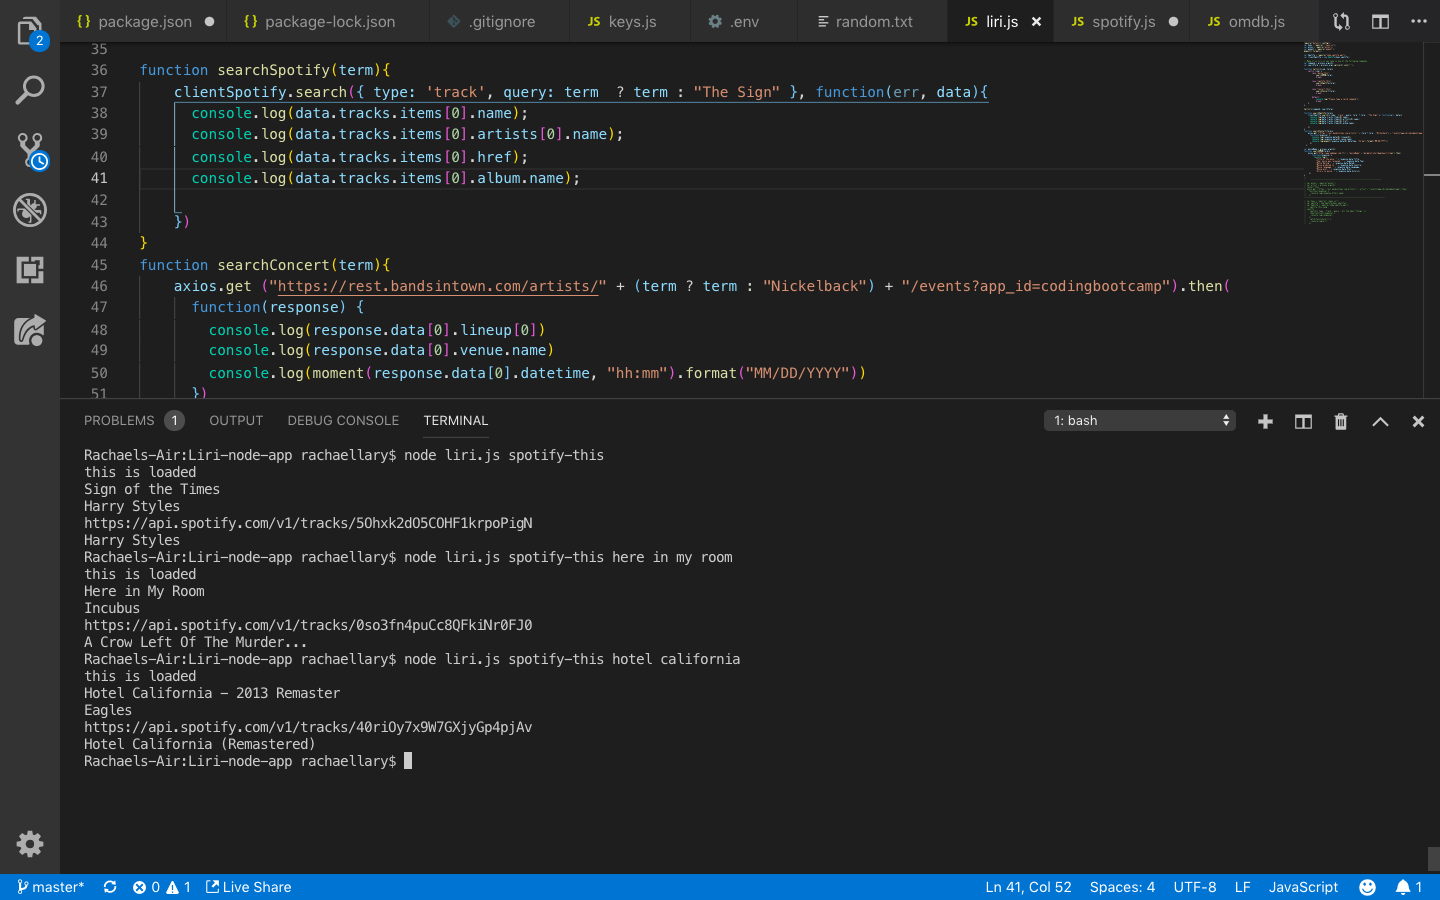 {} package.json ● {} package-lock.json .gitignore JS keys.js .env random.txt JS liri.js × JS spotify.js ● JS omdb.js
2
35
36 function searchSpotify(term){
37 clientSpotify.search({ type: 'track', query: term  ? term : "The Sign" }, function(err, data){
38 console.log(data.tracks.items[0].name);
39 console.log(data.tracks.items[0].artists[0].name);
40 console.log(data.tracks.items[0].href);
41 console.log(data.tracks.items[0].album.name);
42
43 })
44 }
45 function searchConcert(term){
46 axios.get ("https://rest.bandsintown.com/artists/" + (term ? term : "Nickelback") + "/events?app_id=codingbootcamp").then(
47 function(response) {
48 console.log(response.data[0].lineup[0])
49 console.log(response.data[0].venue.name)
50 console.log(moment(response.data[0].datetime, "hh:mm").format("MM/DD/YYYY"))
51 })
PROBLEMS 1 OUTPUT DEBUG CONSOLE TERMINAL 1: bash
Rachaels-Air:Liri-node-app rachaellary$ node liri.js spotify-this
this is loaded
Sign of the Times
Harry Styles
https://api.spotify.com/v1/tracks/5Ohxk2dO5COHF1krpoPigN
Harry Styles
Rachaels-Air:Liri-node-app rachaellary$ node liri.js spotify-this here in my room
this is loaded
Here in My Room
Incubus
https://api.spotify.com/v1/tracks/0so3fn4puCc8QFkiNr0FJ0
A Crow Left Of The Murder...
Rachaels-Air:Liri-node-app rachaellary$ node liri.js spotify-this hotel california
this is loaded
Hotel California - 2013 Remaster
Eagles
https://api.spotify.com/v1/tracks/40riOy7x9W7GXjyGp4pjAv
Hotel California (Remastered)
Rachaels-Air:Liri-node-app rachaellary$
master* 0 1 Live Share Ln 41, Col 52 Spaces: 4 UTF-8 LF JavaScript 1